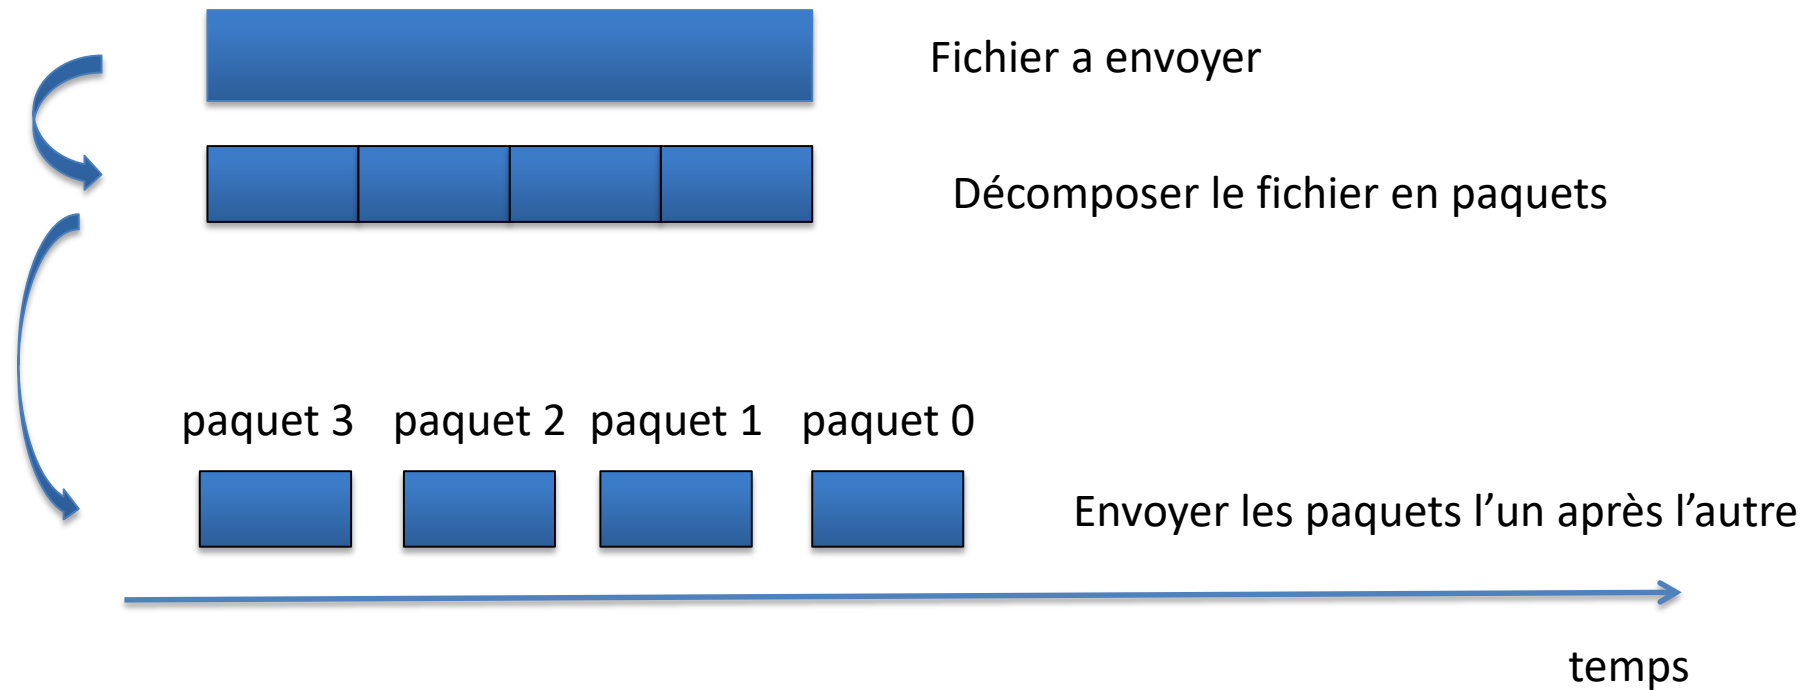 Fichier a envoyer
Décomposer le fichier en paquets
paquet 3 paquet 2 paquet 1 paquet 0
Envoyer les paquets l’un après l’autre
temps